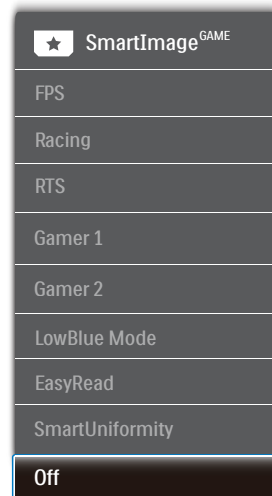 SmartImage GAME
FPS
Racing
RTS
Gamer 1
Gamer 2
LowBlue Mode
EasyRead
SmartUniformity
Off